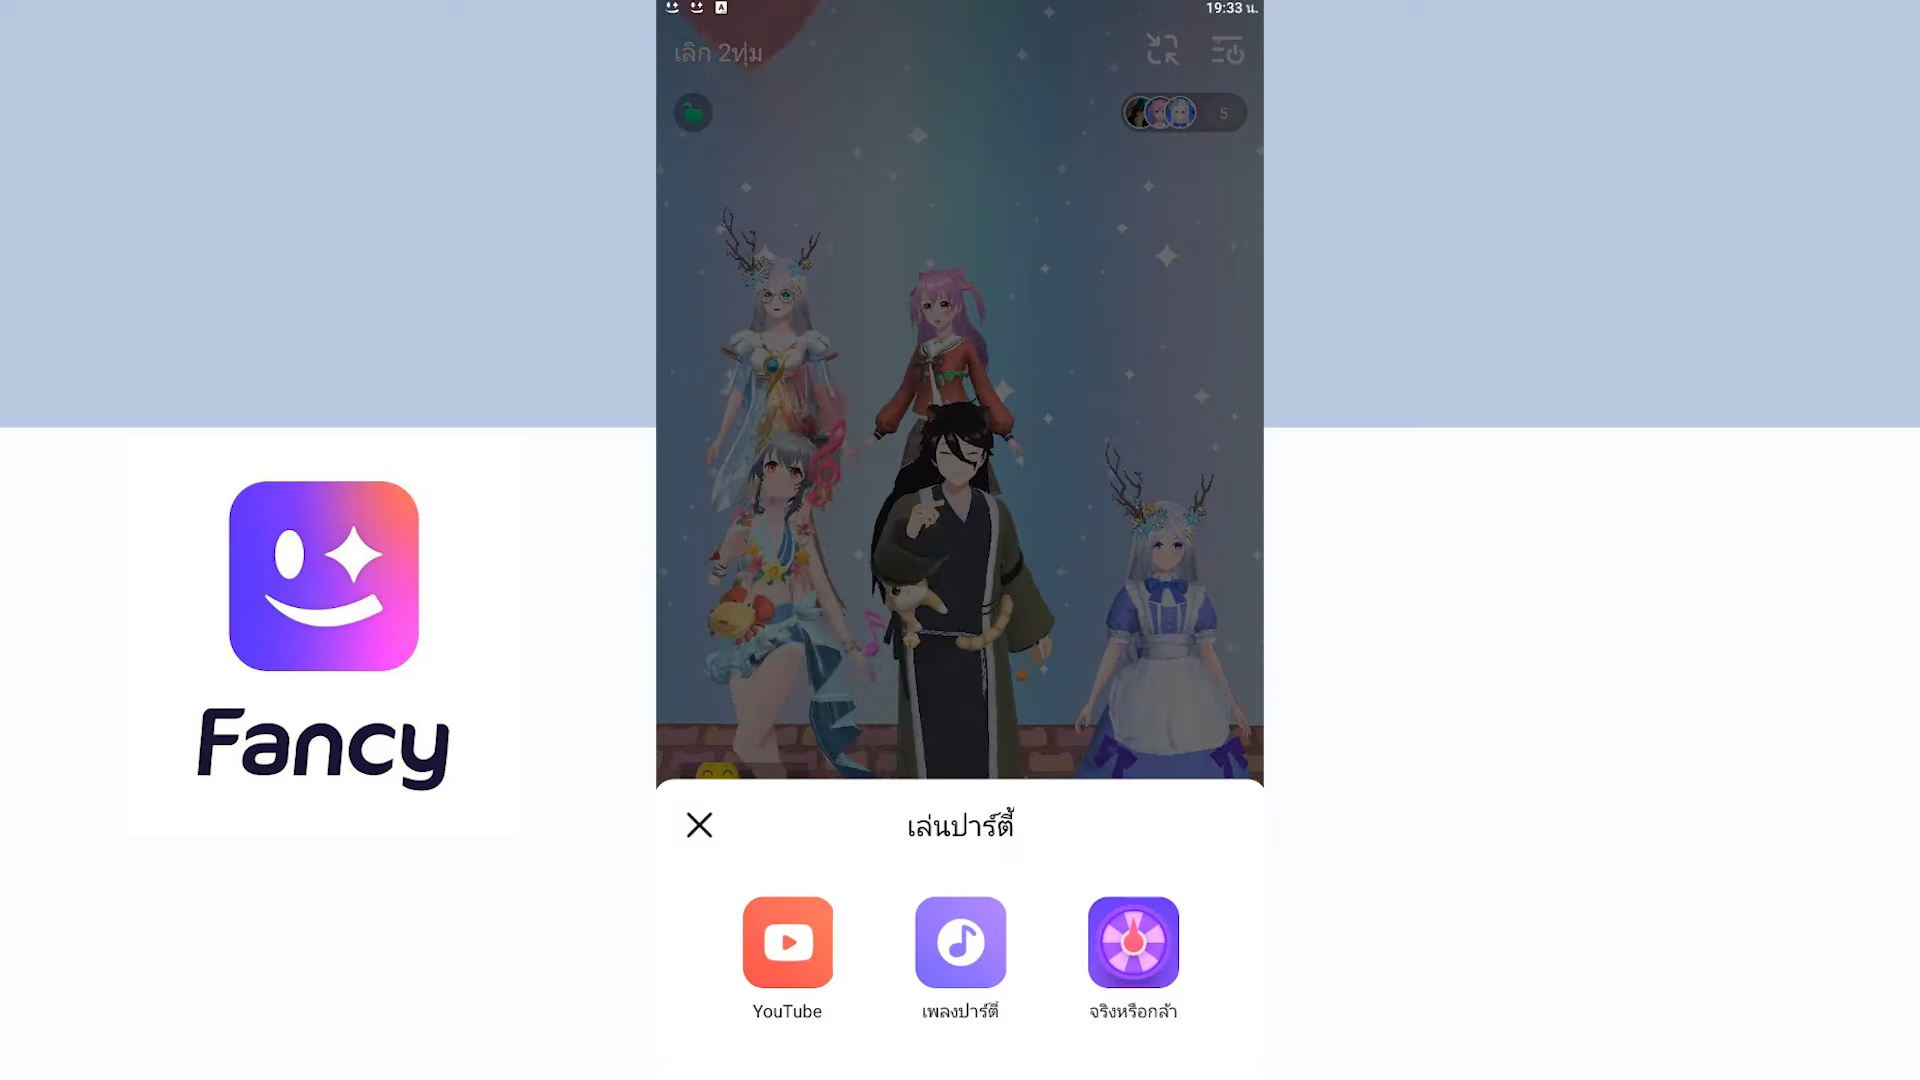 A
19:33 น.
เลิก 2ทุ่ม
5
Fancy
เล่นปาร์ตี้
YouTube
เพลงปาร์ตี้
จริงหรือกล้า